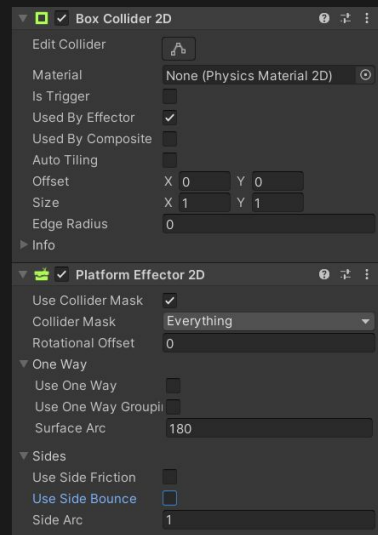 Box Collider 2D
Edit Collider
Material None (Physics Material 2D)
Is Trigger
Used By Effector
Used By Composite
Auto Tiling
Offset X 0 Y 0
Size X 1 Y 1
Edge Radius 0
Info
Platform Effector 2D
Use Collider Mask
Collider Mask Everything
Rotational Offset 0
One Way
Use One Way
Use One Way Groupi
Surface Arc 180
Sides
Use Side Friction
Use Side Bounce
Side Arc 1